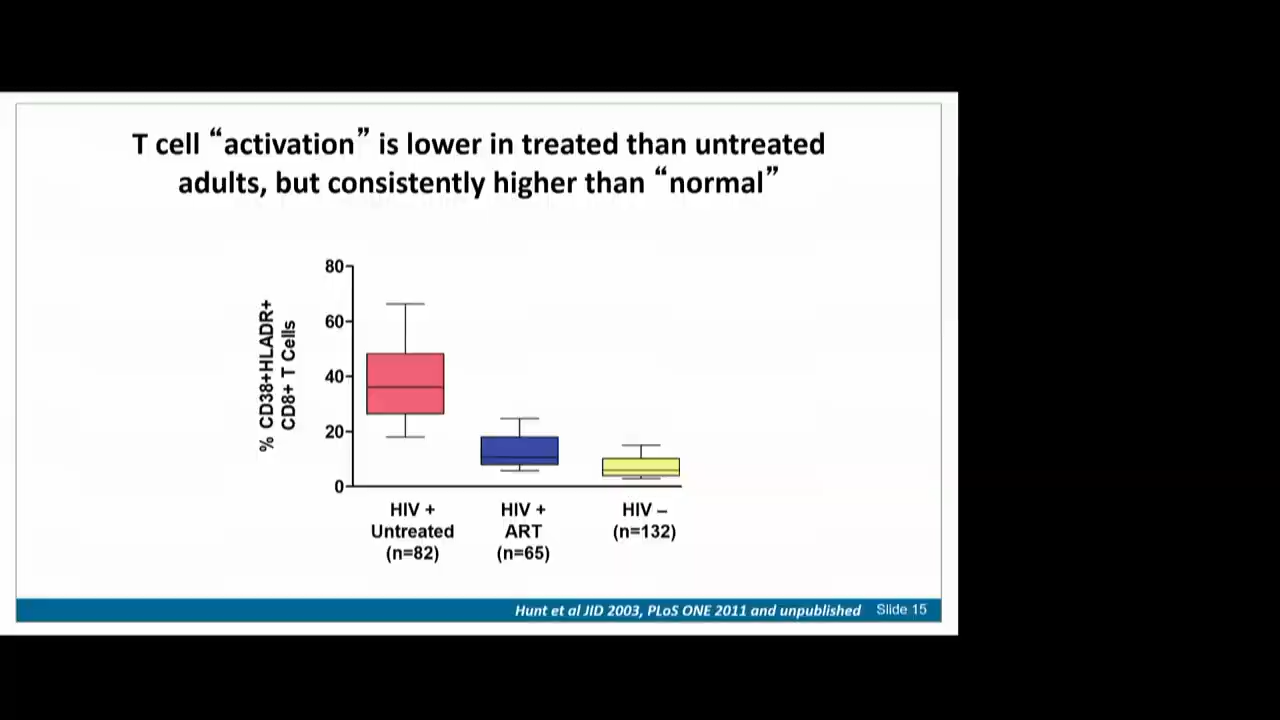 T cell “activation” is lower in treated than untreated
adults, but consistently higher than “normal”
80
60
40
20
0
% CD38+HLADR+
CD8+ T Cells
HIV +
Untreated
(n=82)
HIV +
ART
(n=65)
HIV –
(n=132)
Hunt et al JID 2003, PLoS ONE 2011 and unpublished
Slide 15